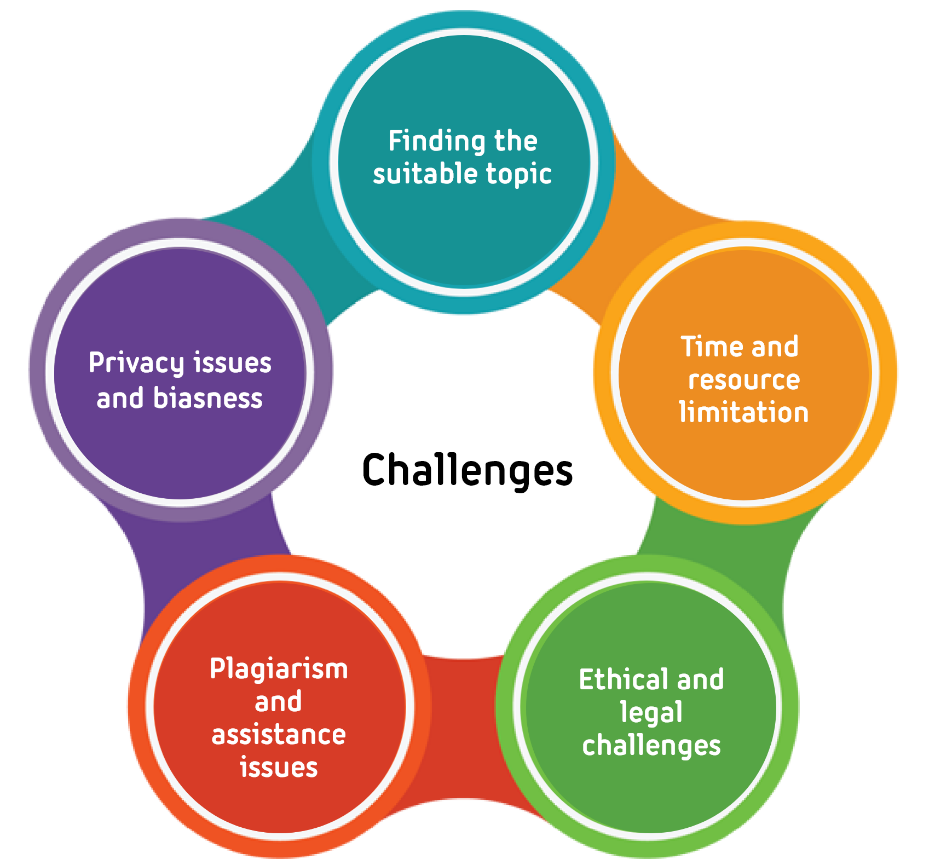 Finding the
suitable topic
Time and
resource
limitation
Ethical and
legal
challenges
Plagiarism
and
assistance
issues
Privacy issues
and biasness
Challenges